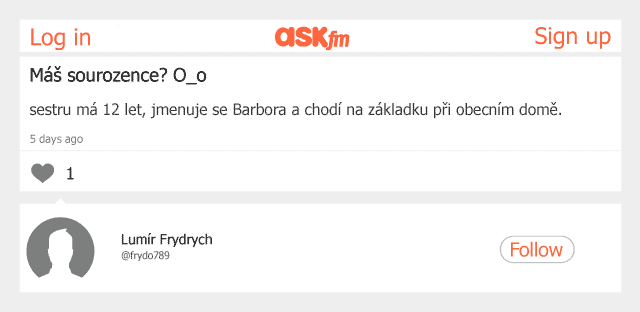 Log in
ASKfm
Sign up
Máš sourozence? O_o
sestru má 12 let, jmenuje se Barbora a chodí na základku při obecním domě.
5 days ago
1
Lumír Frydrych
@frydo789
Follow